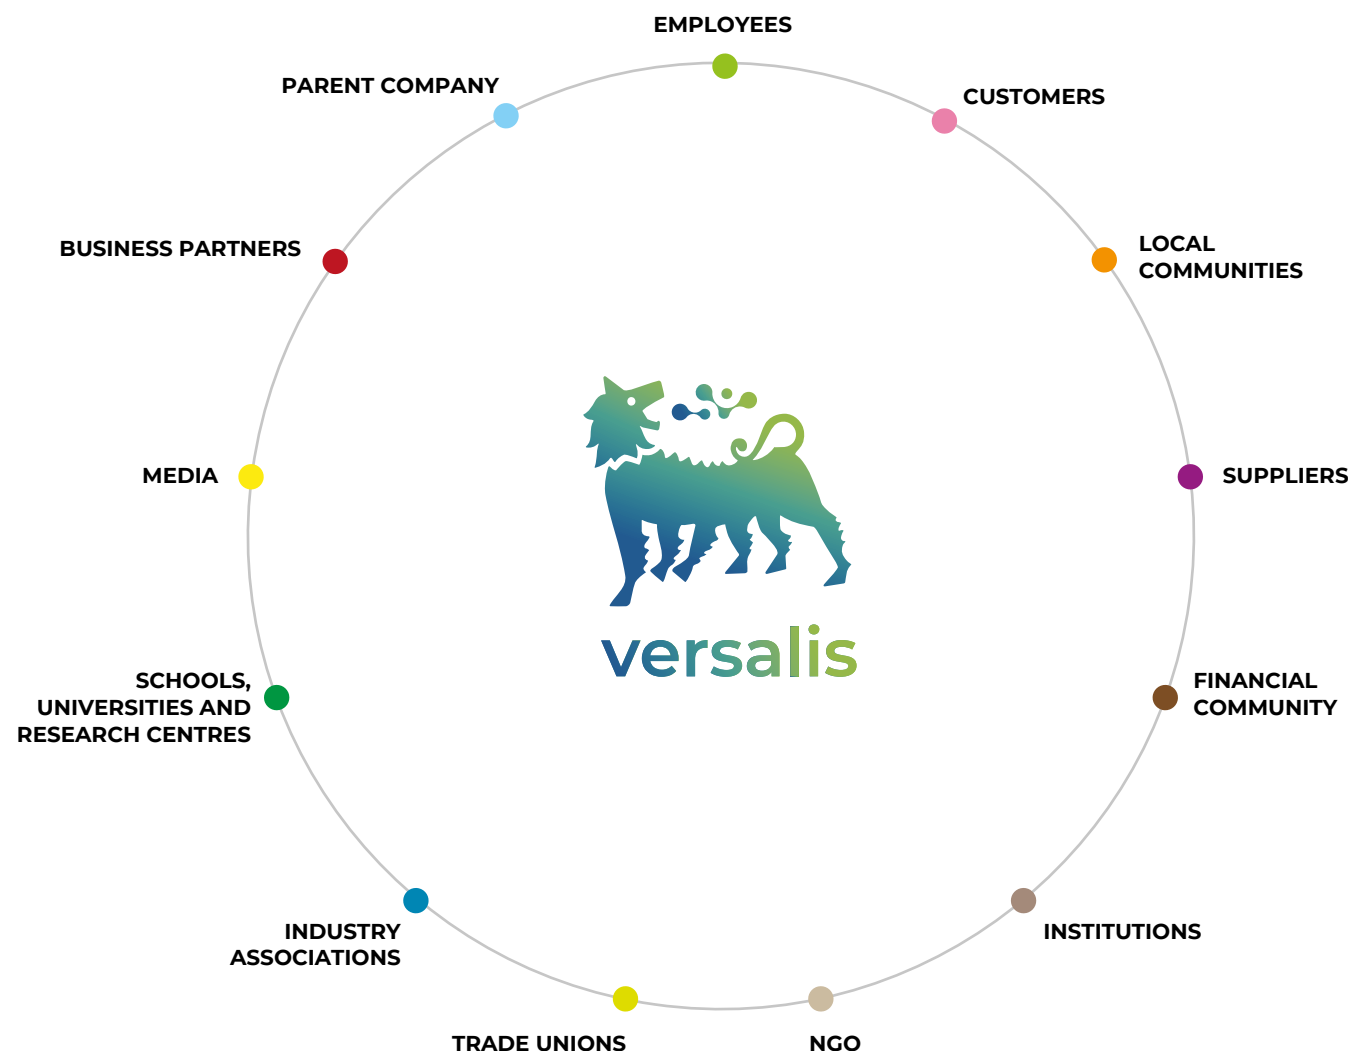 EMPLOYEES
PARENT COMPANY
CUSTOMERS
BUSINESS PARTNERS
LOCAL
COMMUNITIES
MEDIA
SUPPLIERS
versalis
SCHOOLS,
UNIVERSITIES AND
RESEARCH CENTRES
FINANCIAL
COMMUNITY
INDUSTRY
ASSOCIATIONS
INSTITUTIONS
TRADE UNIONS
NGO